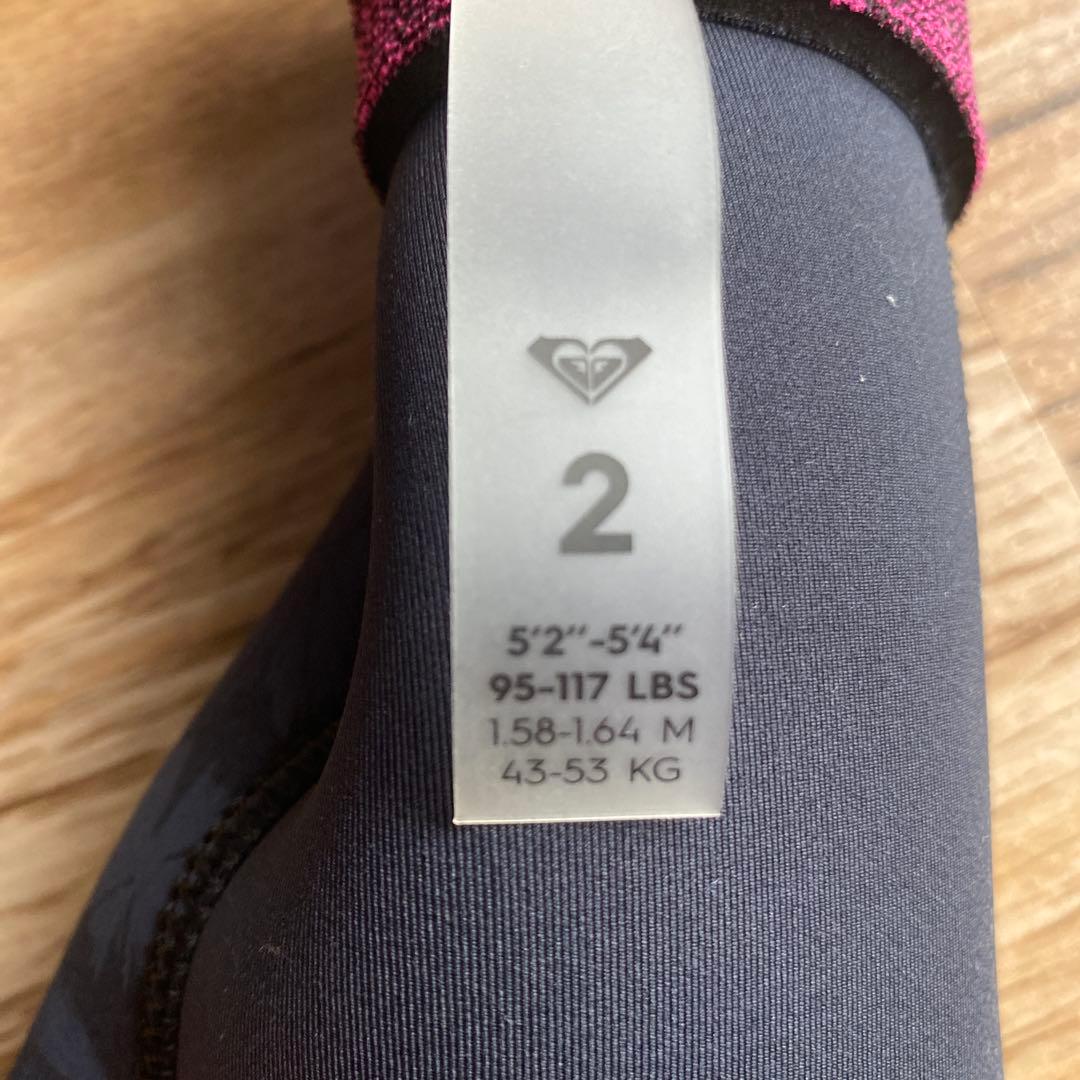 2
5'2"-5'4"
95-117 LBS
1.58-1.64 M
43-53 KG